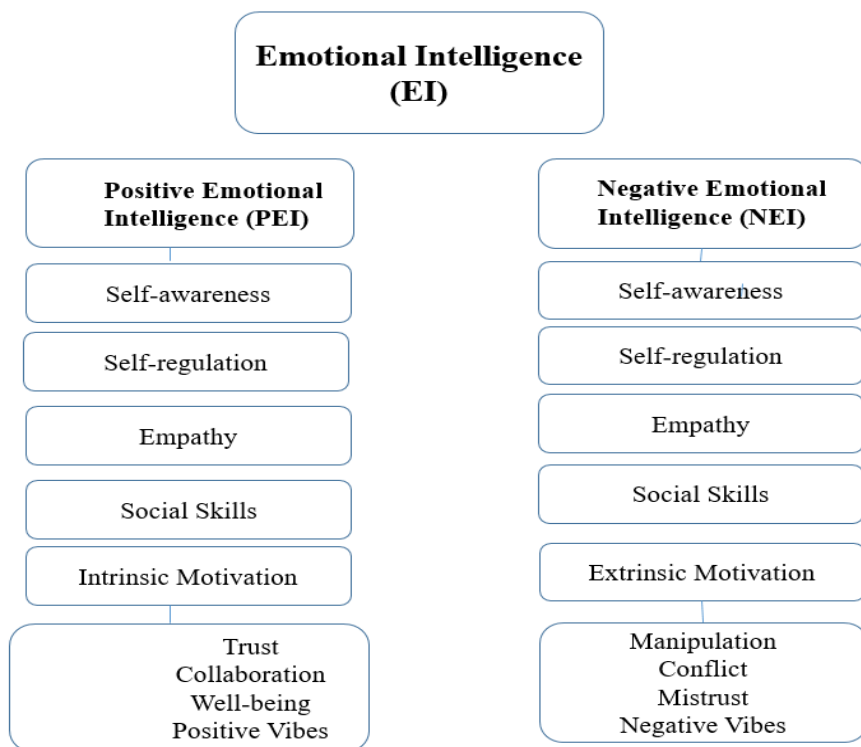 Emotional Intelligence
(EI)
Positive Emotional
Intelligence (PEI)
Self-awareness
Self-regulation
Empathy
Social Skills
Intrinsic Motivation
Trust
Collaboration
Well-being
Positive Vibes
Negative Emotional
Intelligence (NEI)
Self-awareness
Self-regulation
Empathy
Social Skills
Extrinsic Motivation
Manipulation
Conflict
Mistrust
Negative Vibes